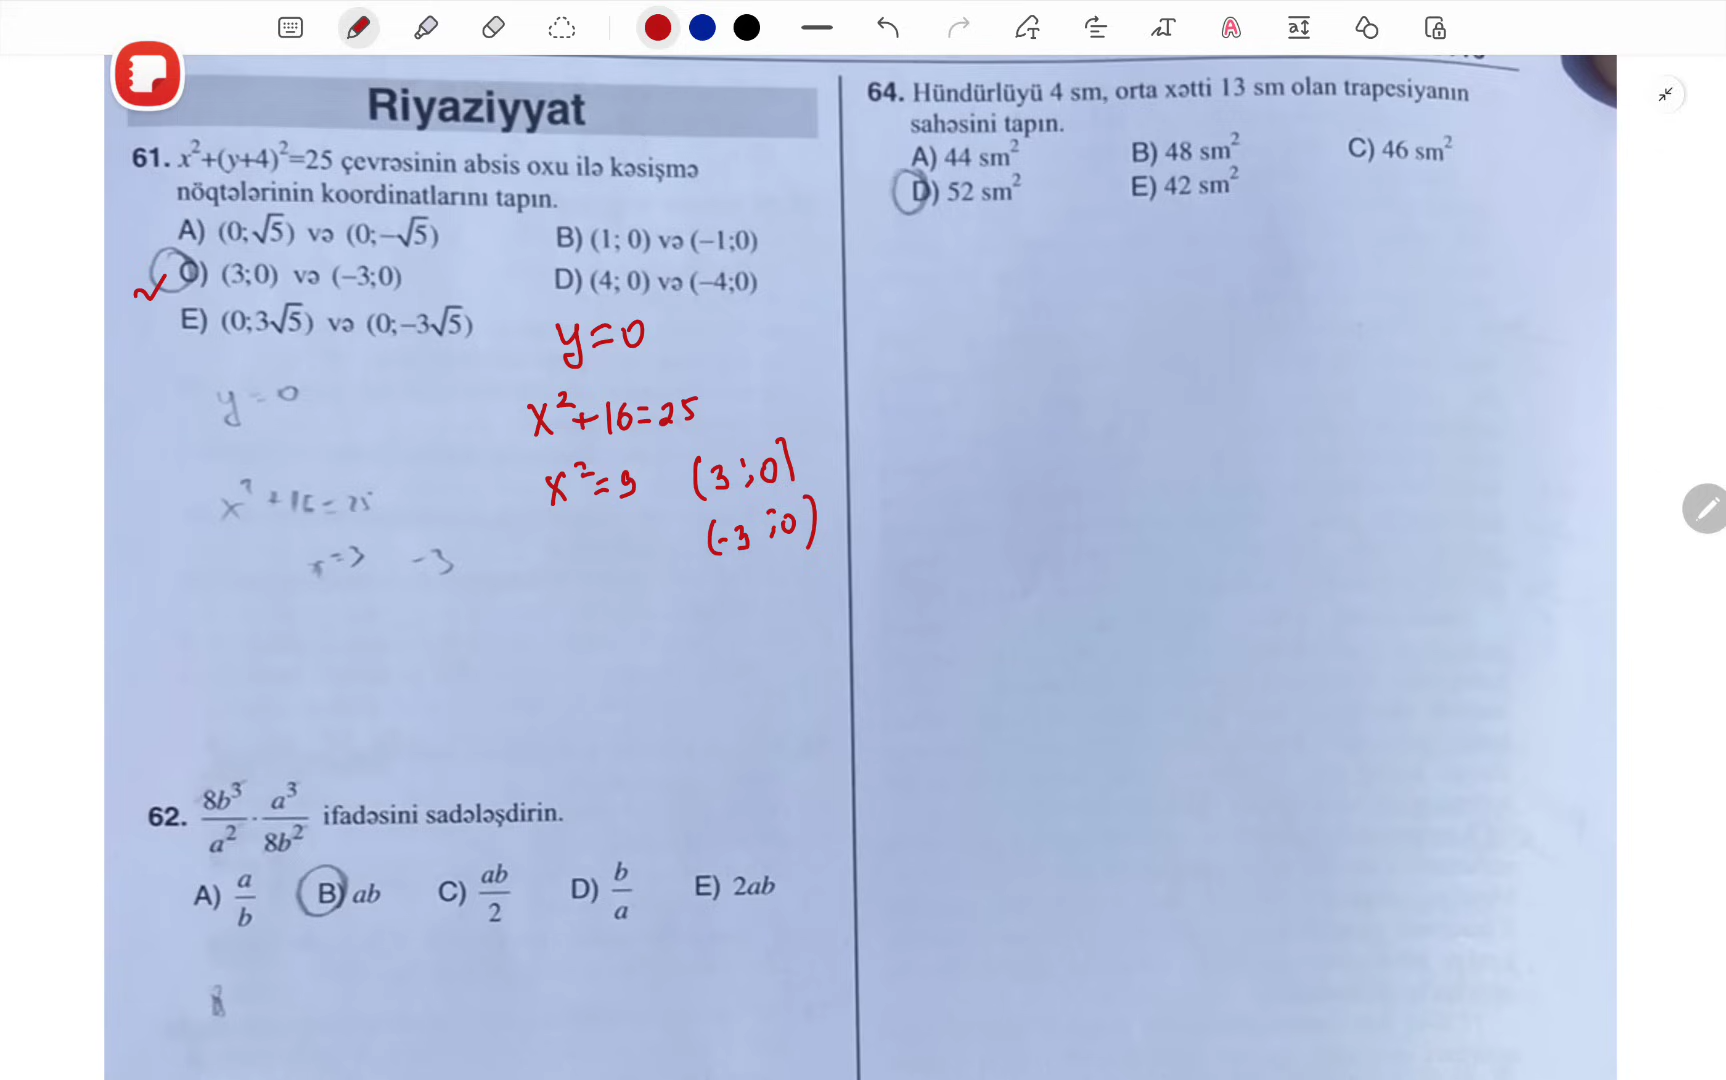 Riyaziyyat
61. x²+(y+4)²=25 çevrəsinin absis oxu ilə kəsişmə
nöqtələrinin koordinatlarını tapın.
A) (0;√5) və (0;−√5) B) (1; 0) və (−1;0)
C) (3;0) və (−3;0) D) (4; 0) və (−4;0)
E) (0;3√5) və (0;−3√5)
y=0
x²+16=25
x²=9 (3;0)
(-3;0)
y=0
x²+16=25
x=3 -3
62. 8b³/a² · a³/8b² ifadəsini sadələşdirin.
A) a/b B) ab C) ab/2 D) b/a E) 2ab
64. Hündürlüyü 4 sm, orta xətti 13 sm olan trapesiyanın
sahəsini tapın.
A) 44 sm² B) 48 sm² C) 46 sm²
D) 52 sm² E) 42 sm²